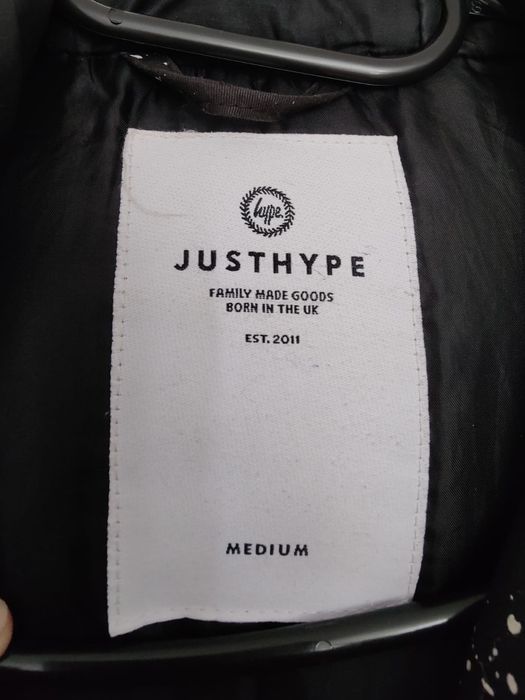 hype.
JUSTHYPE
FAMILY MADE GOODS
BORN IN THE UK
EST. 2011
MEDIUM